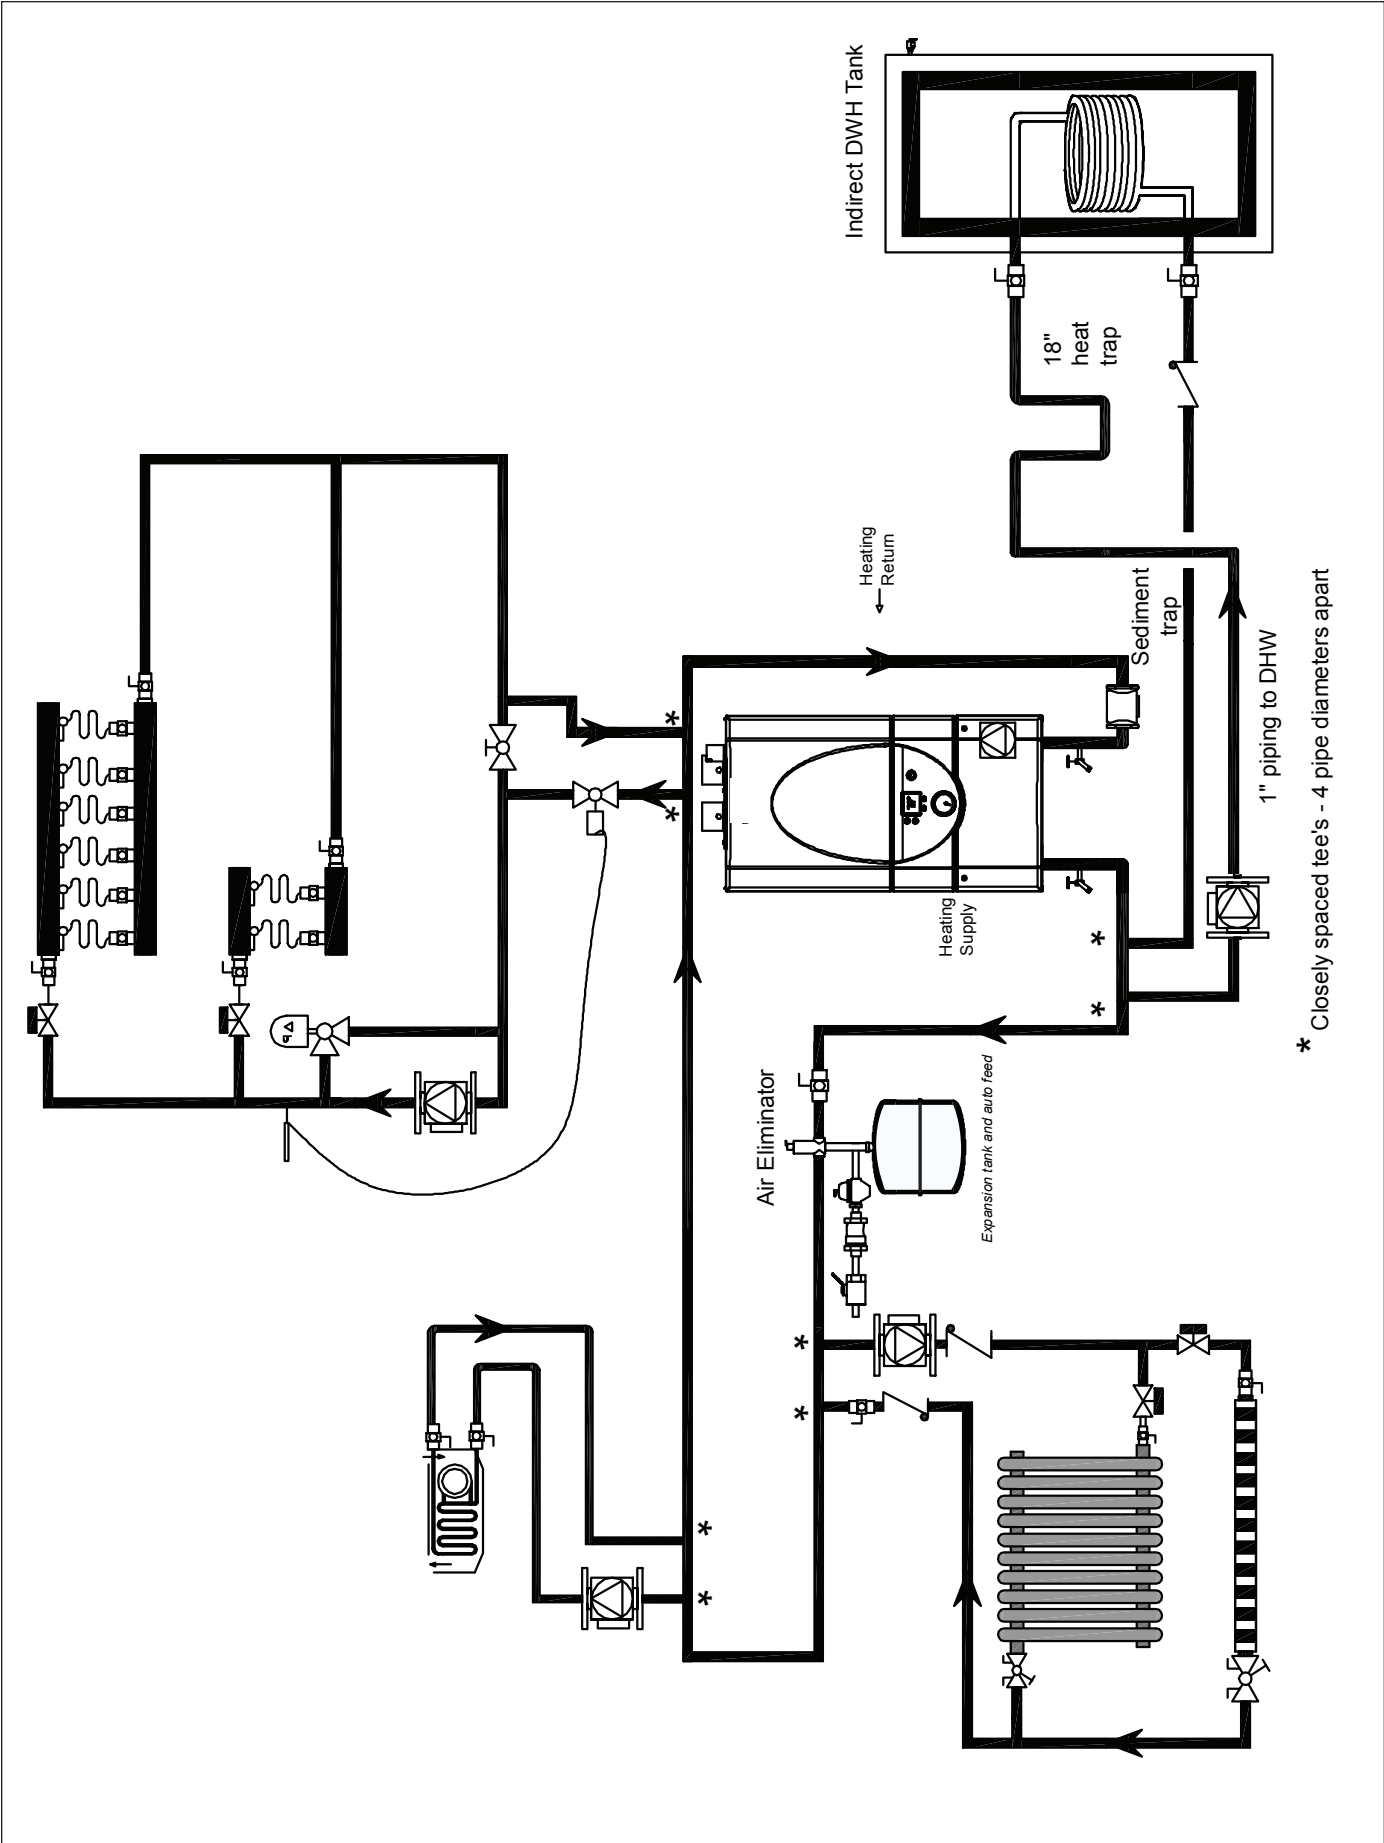 Indirect DWH Tank
18"
heat
trap
Heating
Return
Sediment
trap
1" piping to DHW
Heating
Supply
Air Eliminator
Expansion tank and auto feed
* Closely spaced tee's - 4 pipe diameters apart
*
*
*
*
*
*
*
*
ΔP